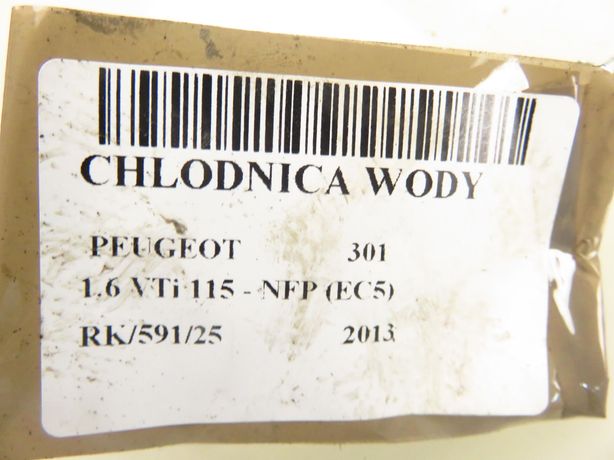 CHLODNICA WODY
PEUGEOT 301
1.6 VTi 115 - NFP (EC5)
RK/591/25 2013